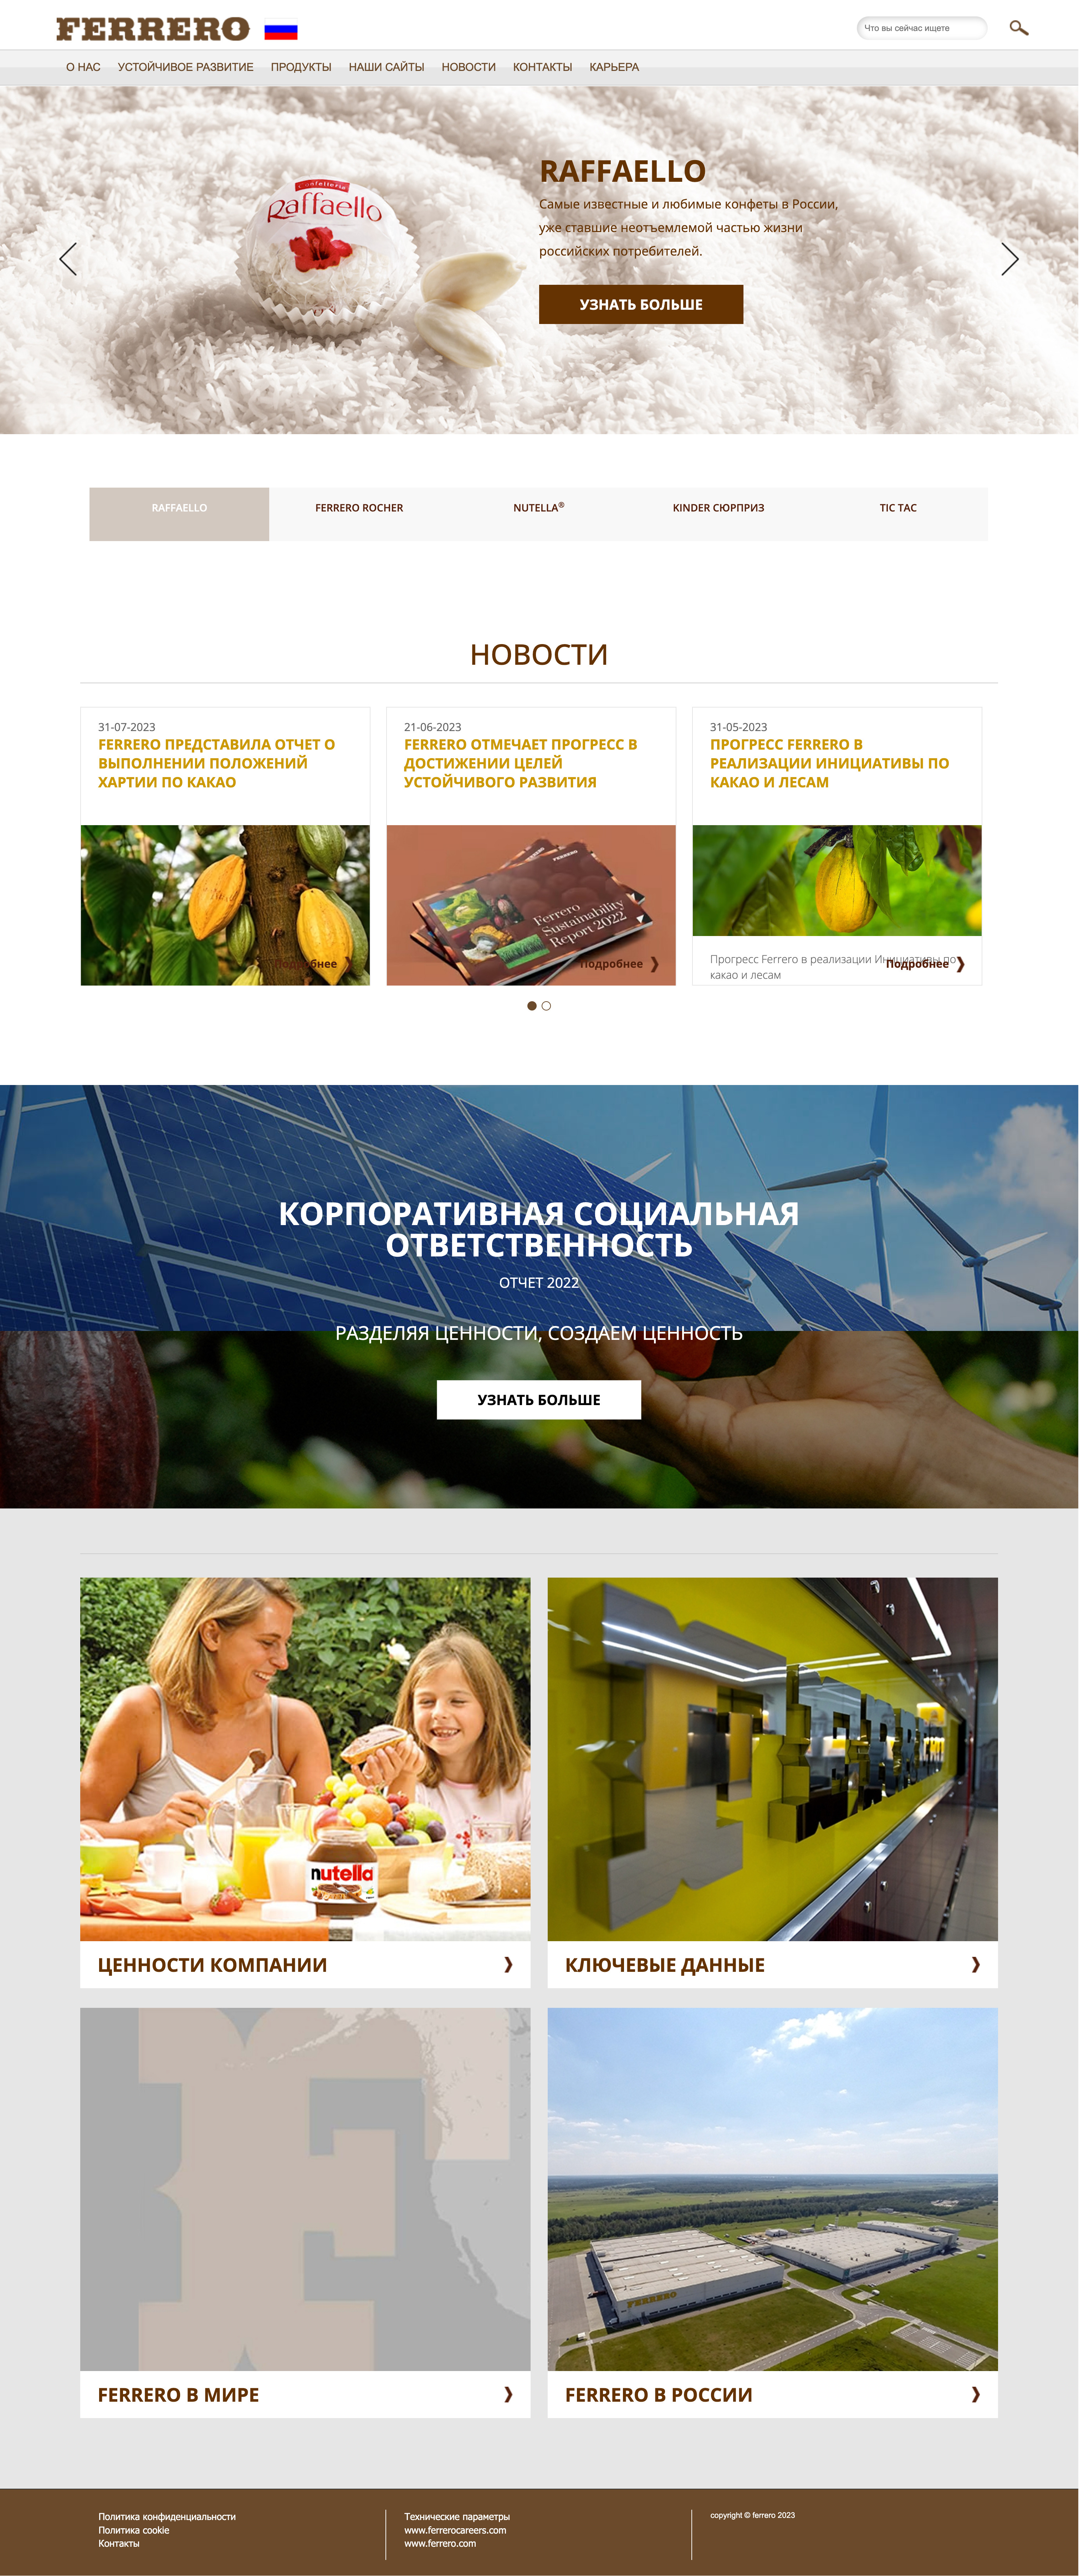 FERRERO
Что вы сейчас ищете
О НАС УСТОЙЧИВОЕ РАЗВИТИЕ ПРОДУКТЫ НАШИ САЙТЫ НОВОСТИ КОНТАКТЫ КАРЬЕРА
Confetteria
Raffaello
RAFFAELLO
Самые известные и любимые конфеты в России,
уже ставшие неотъемлемой частью жизни
российских потребителей.
УЗНАТЬ БОЛЬШЕ
RAFFAELLO FERRERO ROCHER NUTELLA® KINDER СЮРПРИЗ TIC TAC
НОВОСТИ
31-07-2023
FERRERO ПРЕДСТАВИЛА ОТЧЕТ О
ВЫПОЛНЕНИИ ПОЛОЖЕНИЙ
ХАРТИИ ПО КАКАО
Подробнее
21-06-2023
FERRERO ОТМЕЧАЕТ ПРОГРЕСС В
ДОСТИЖЕНИИ ЦЕЛЕЙ
УСТОЙЧИВОГО РАЗВИТИЯ
FERRERO
Ferrero
Sustainability
Report 2022
Подробнее
31-05-2023
ПРОГРЕСС FERRERO В
РЕАЛИЗАЦИИ ИНИЦИАТИВЫ ПО
КАКАО И ЛЕСАМ
Прогресс Ferrero в реализации Инициативы по
какао и лесам
Подробнее
КОРПОРАТИВНАЯ СОЦИАЛЬНАЯ
ОТВЕТСТВЕННОСТЬ
ОТЧЕТ 2022
РАЗДЕЛЯЯ ЦЕННОСТИ, СОЗДАЕМ ЦЕННОСТЬ
УЗНАТЬ БОЛЬШЕ
nutella
ЦЕННОСТИ КОМПАНИИ
КЛЮЧЕВЫЕ ДАННЫЕ
FERRERO
FERRERO В МИРЕ
FERRERO В РОССИИ
Политика конфиденциальности
Политика cookie
Контакты
Технические параметры
www.ferrerocareers.com
www.ferrero.com
copyright © ferrero 2023